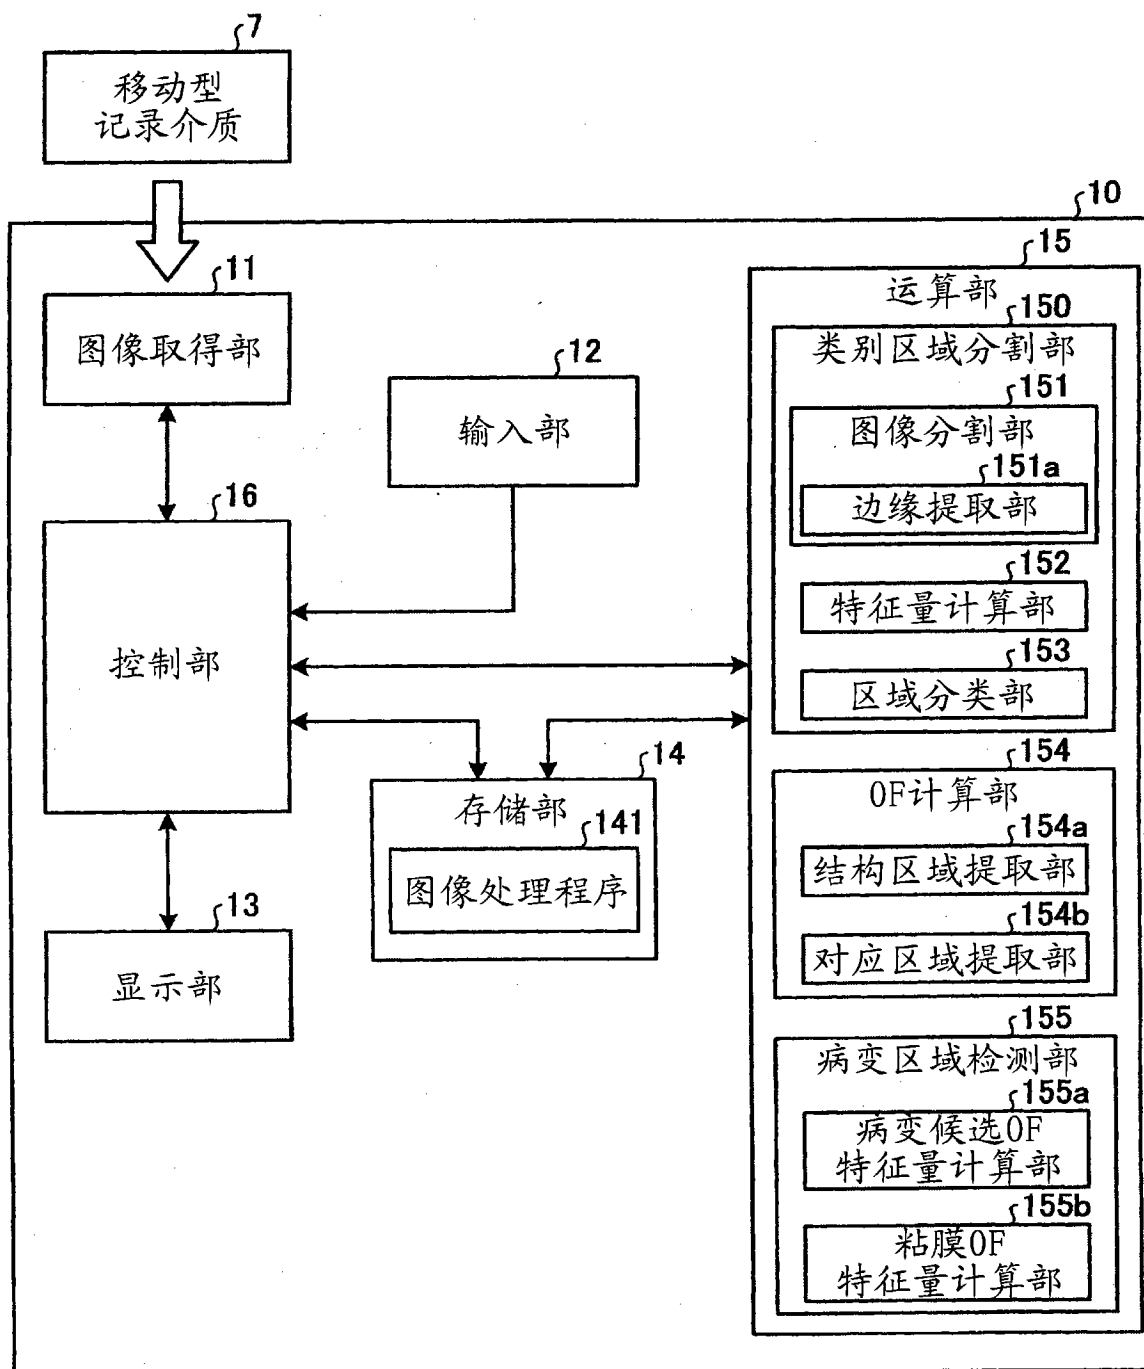 7
移动型
记录介质
10
11
图像取得部
12
输入部
16
控制部
13
显示部
14
存储部
141
图像处理程序
15
运算部
150
类别区域分割部
151
图像分割部
151a
边缘提取部
152
特征量计算部
153
区域分类部
154
OF计算部
154a
结构区域提取部
154b
对应区域提取部
155
病变区域检测部
155a
病变候选OF
特征量计算部
155b
粘膜OF
特征量计算部